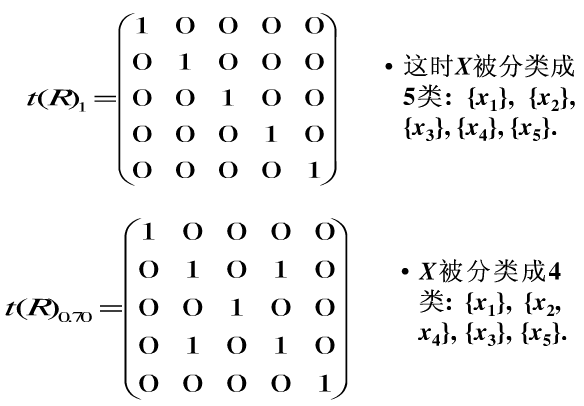 1 0 0 0 0
0 1 0 0 0
t(R)₁ = 0 0 1 0 0
0 0 0 1 0
0 0 0 0 1
• 这时X被分类成
5类: {x₁}, {x₂},
{x₃}, {x₄}, {x₅}.
1 0 0 0 0
0 1 0 1 0
t(R)₀.₇₀ = 0 0 1 0 0
0 1 0 1 0
0 0 0 0 1
• X被分类成4
类: {x₁}, {x₂,
x₄}, {x₃}, {x₅}.